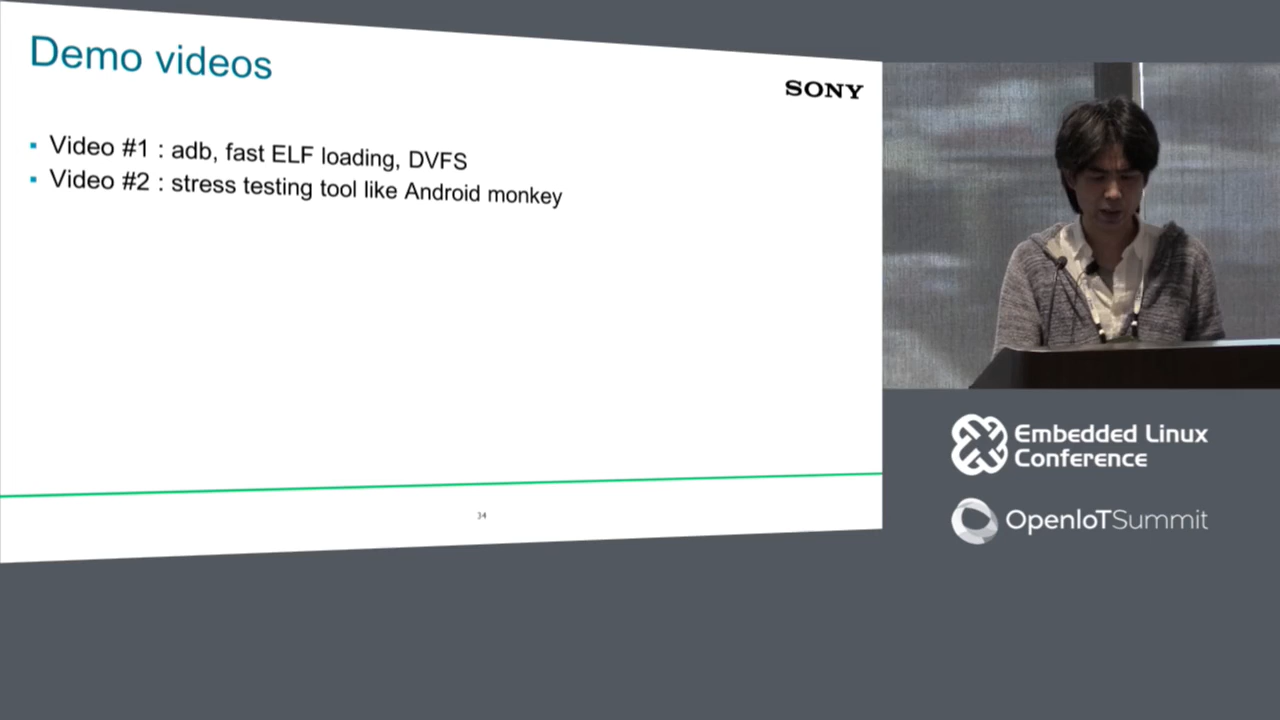 Demo videos
SONY
▪ Video #1 : adb, fast ELF loading, DVFS
▪ Video #2 : stress testing tool like Android monkey
34
Embedded Linux
Conference
OpenIoTSummit